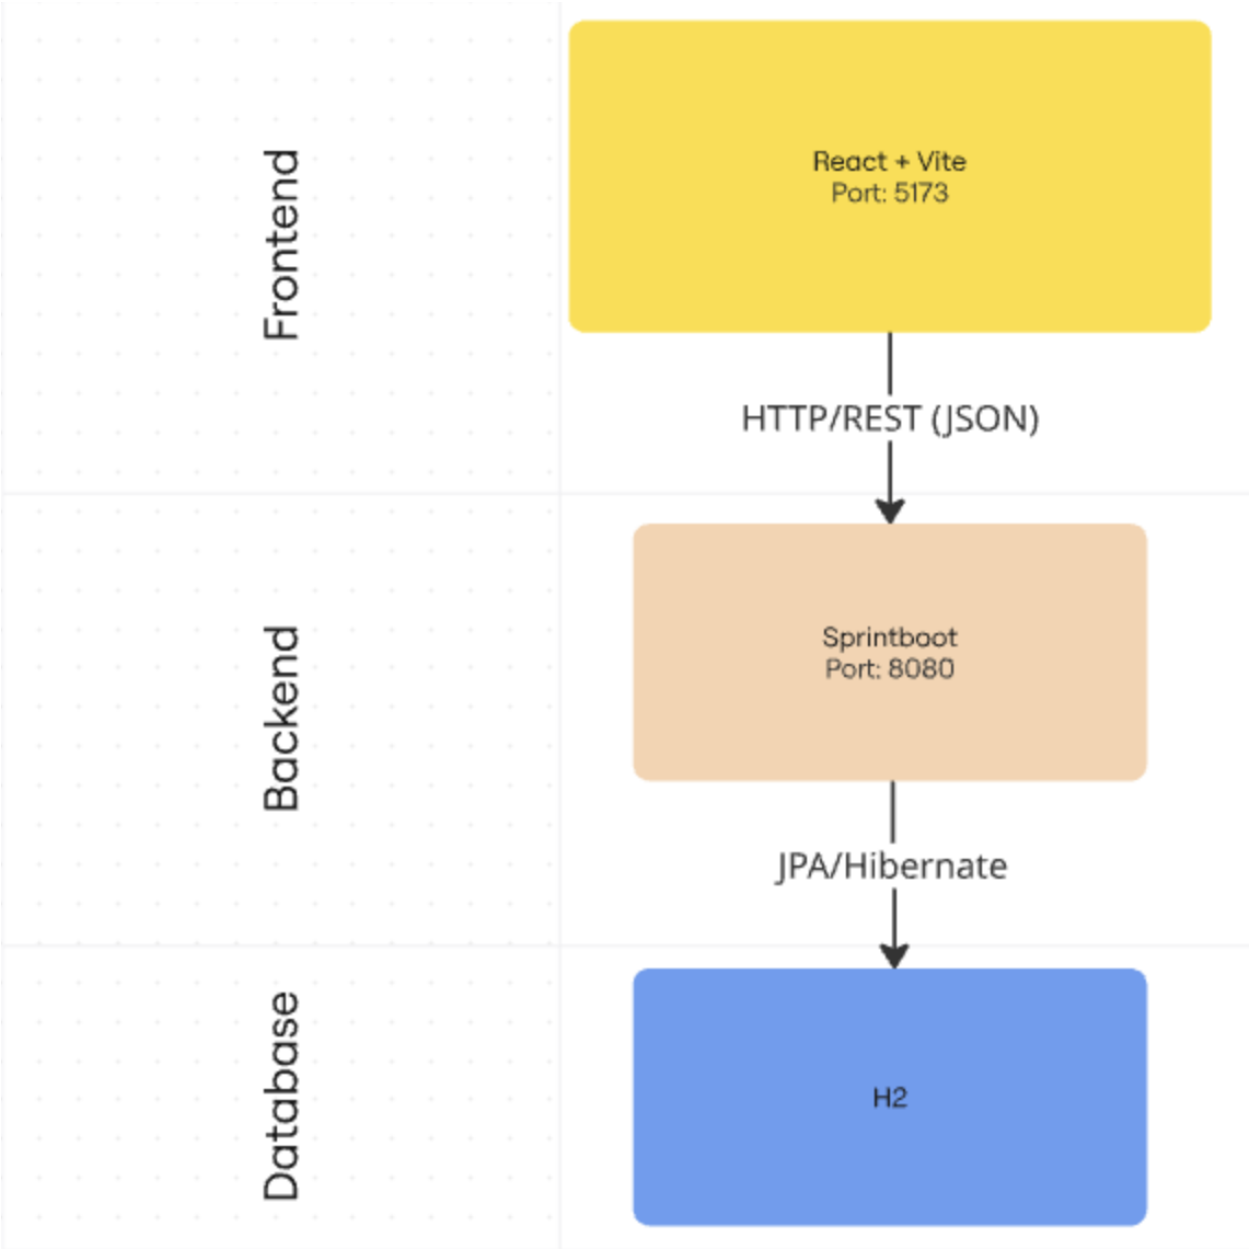 Frontend
React + Vite
Port: 5173
HTTP/REST (JSON)
Backend
Sprintboot
Port: 8080
JPA/Hibernate
Database
H2